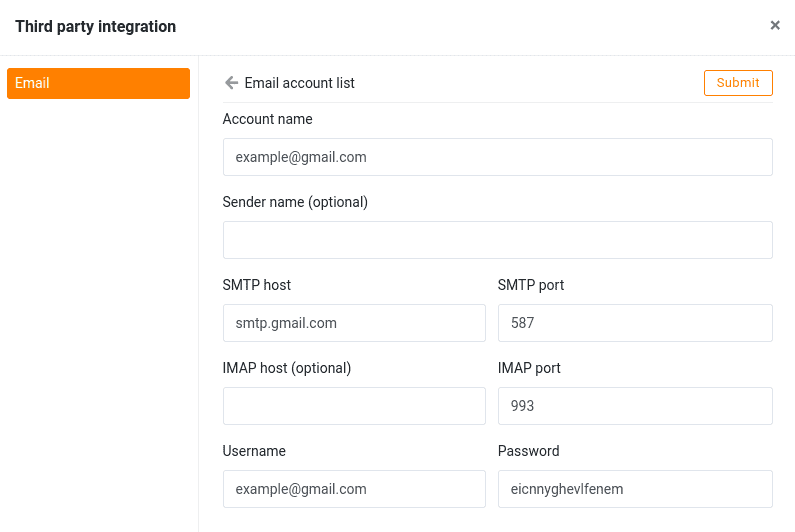 Third party integration
×
Email
Email account list
Submit
Account name
example@gmail.com
Sender name (optional)
SMTP host
SMTP port
smtp.gmail.com
587
IMAP host (optional)
IMAP port
993
Username
Password
example@gmail.com
eicnnyghevlfenem